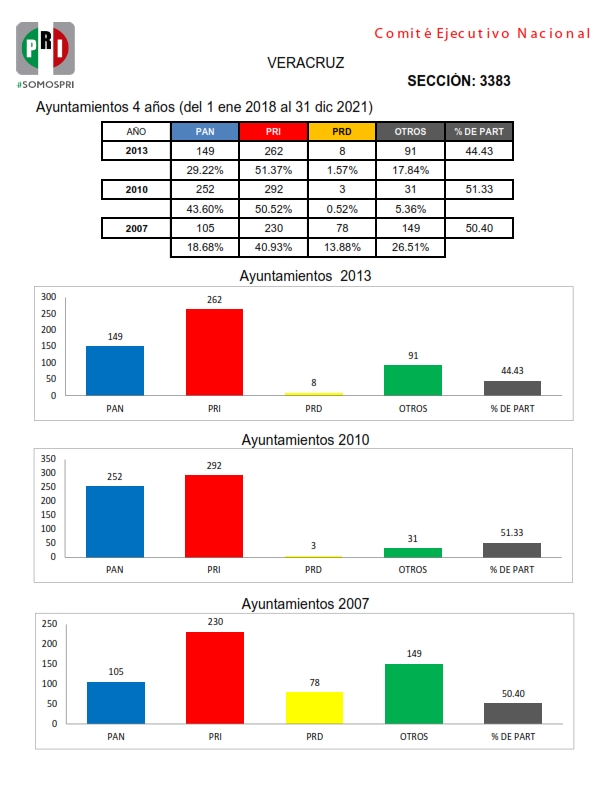 Comité Ejecutivo Nacional
PRI
#SOMOSPRI
VERACRUZ
SECCIÓN: 3383
Ayuntamientos 4 años (del 1 ene 2018 al 31 dic 2021)
AÑO PAN PRI PRD OTROS % DE PART
2013 149 262 8 91 44.43
29.22% 51.37% 1.57% 17.84%
2010 252 292 3 31 51.33
43.60% 50.52% 0.52% 5.36%
2007 105 230 78 149 50.40
18.68% 40.93% 13.88% 26.51%
Ayuntamientos 2013
300
250
200
150
100
50
0
149 262 8 91 44.43
PAN PRI PRD OTROS % DE PART
Ayuntamientos 2010
350
300
250
200
150
100
50
0
252 292 3 31 51.33
PAN PRI PRD OTROS % DE PART
Ayuntamientos 2007
250
200
150
100
50
0
105 230 78 149 50.40
PAN PRI PRD OTROS % DE PART